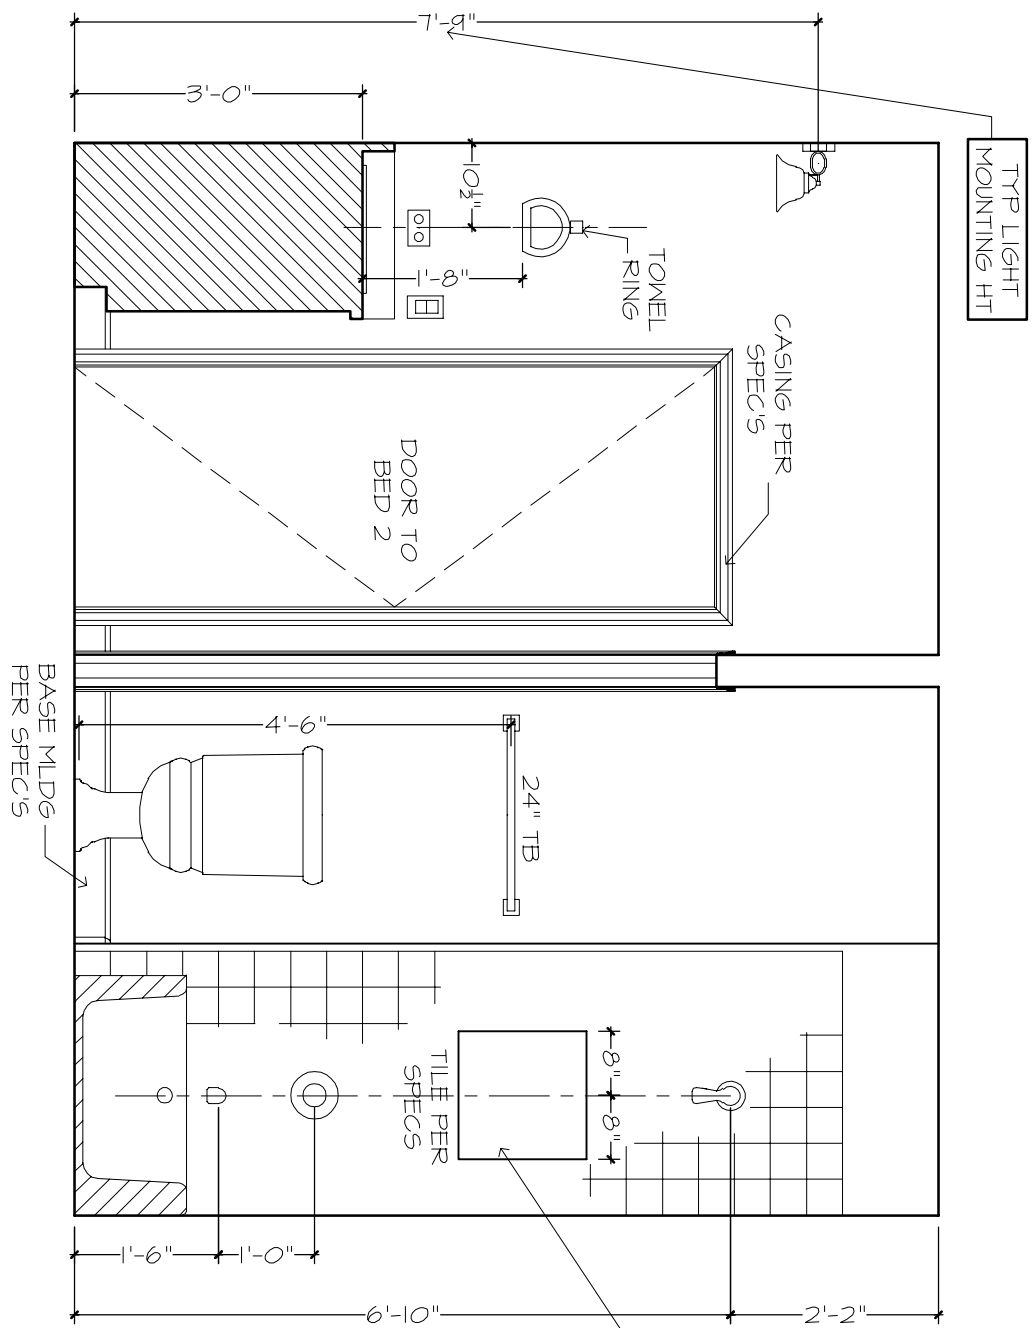 7'-9"
3'-0"
TYP LIGHT
MOUNTING HT
10½"
1'-8"
TOWEL
RING
CASING PER
SPEC'S
DOOR TO
BED 2
BASE MLDG
PER SPEC'S
4'-6"
24" TB
TILE PER
SPECS
8"
8"
1'-6"
1'-0"
6'-10"
2'-2"